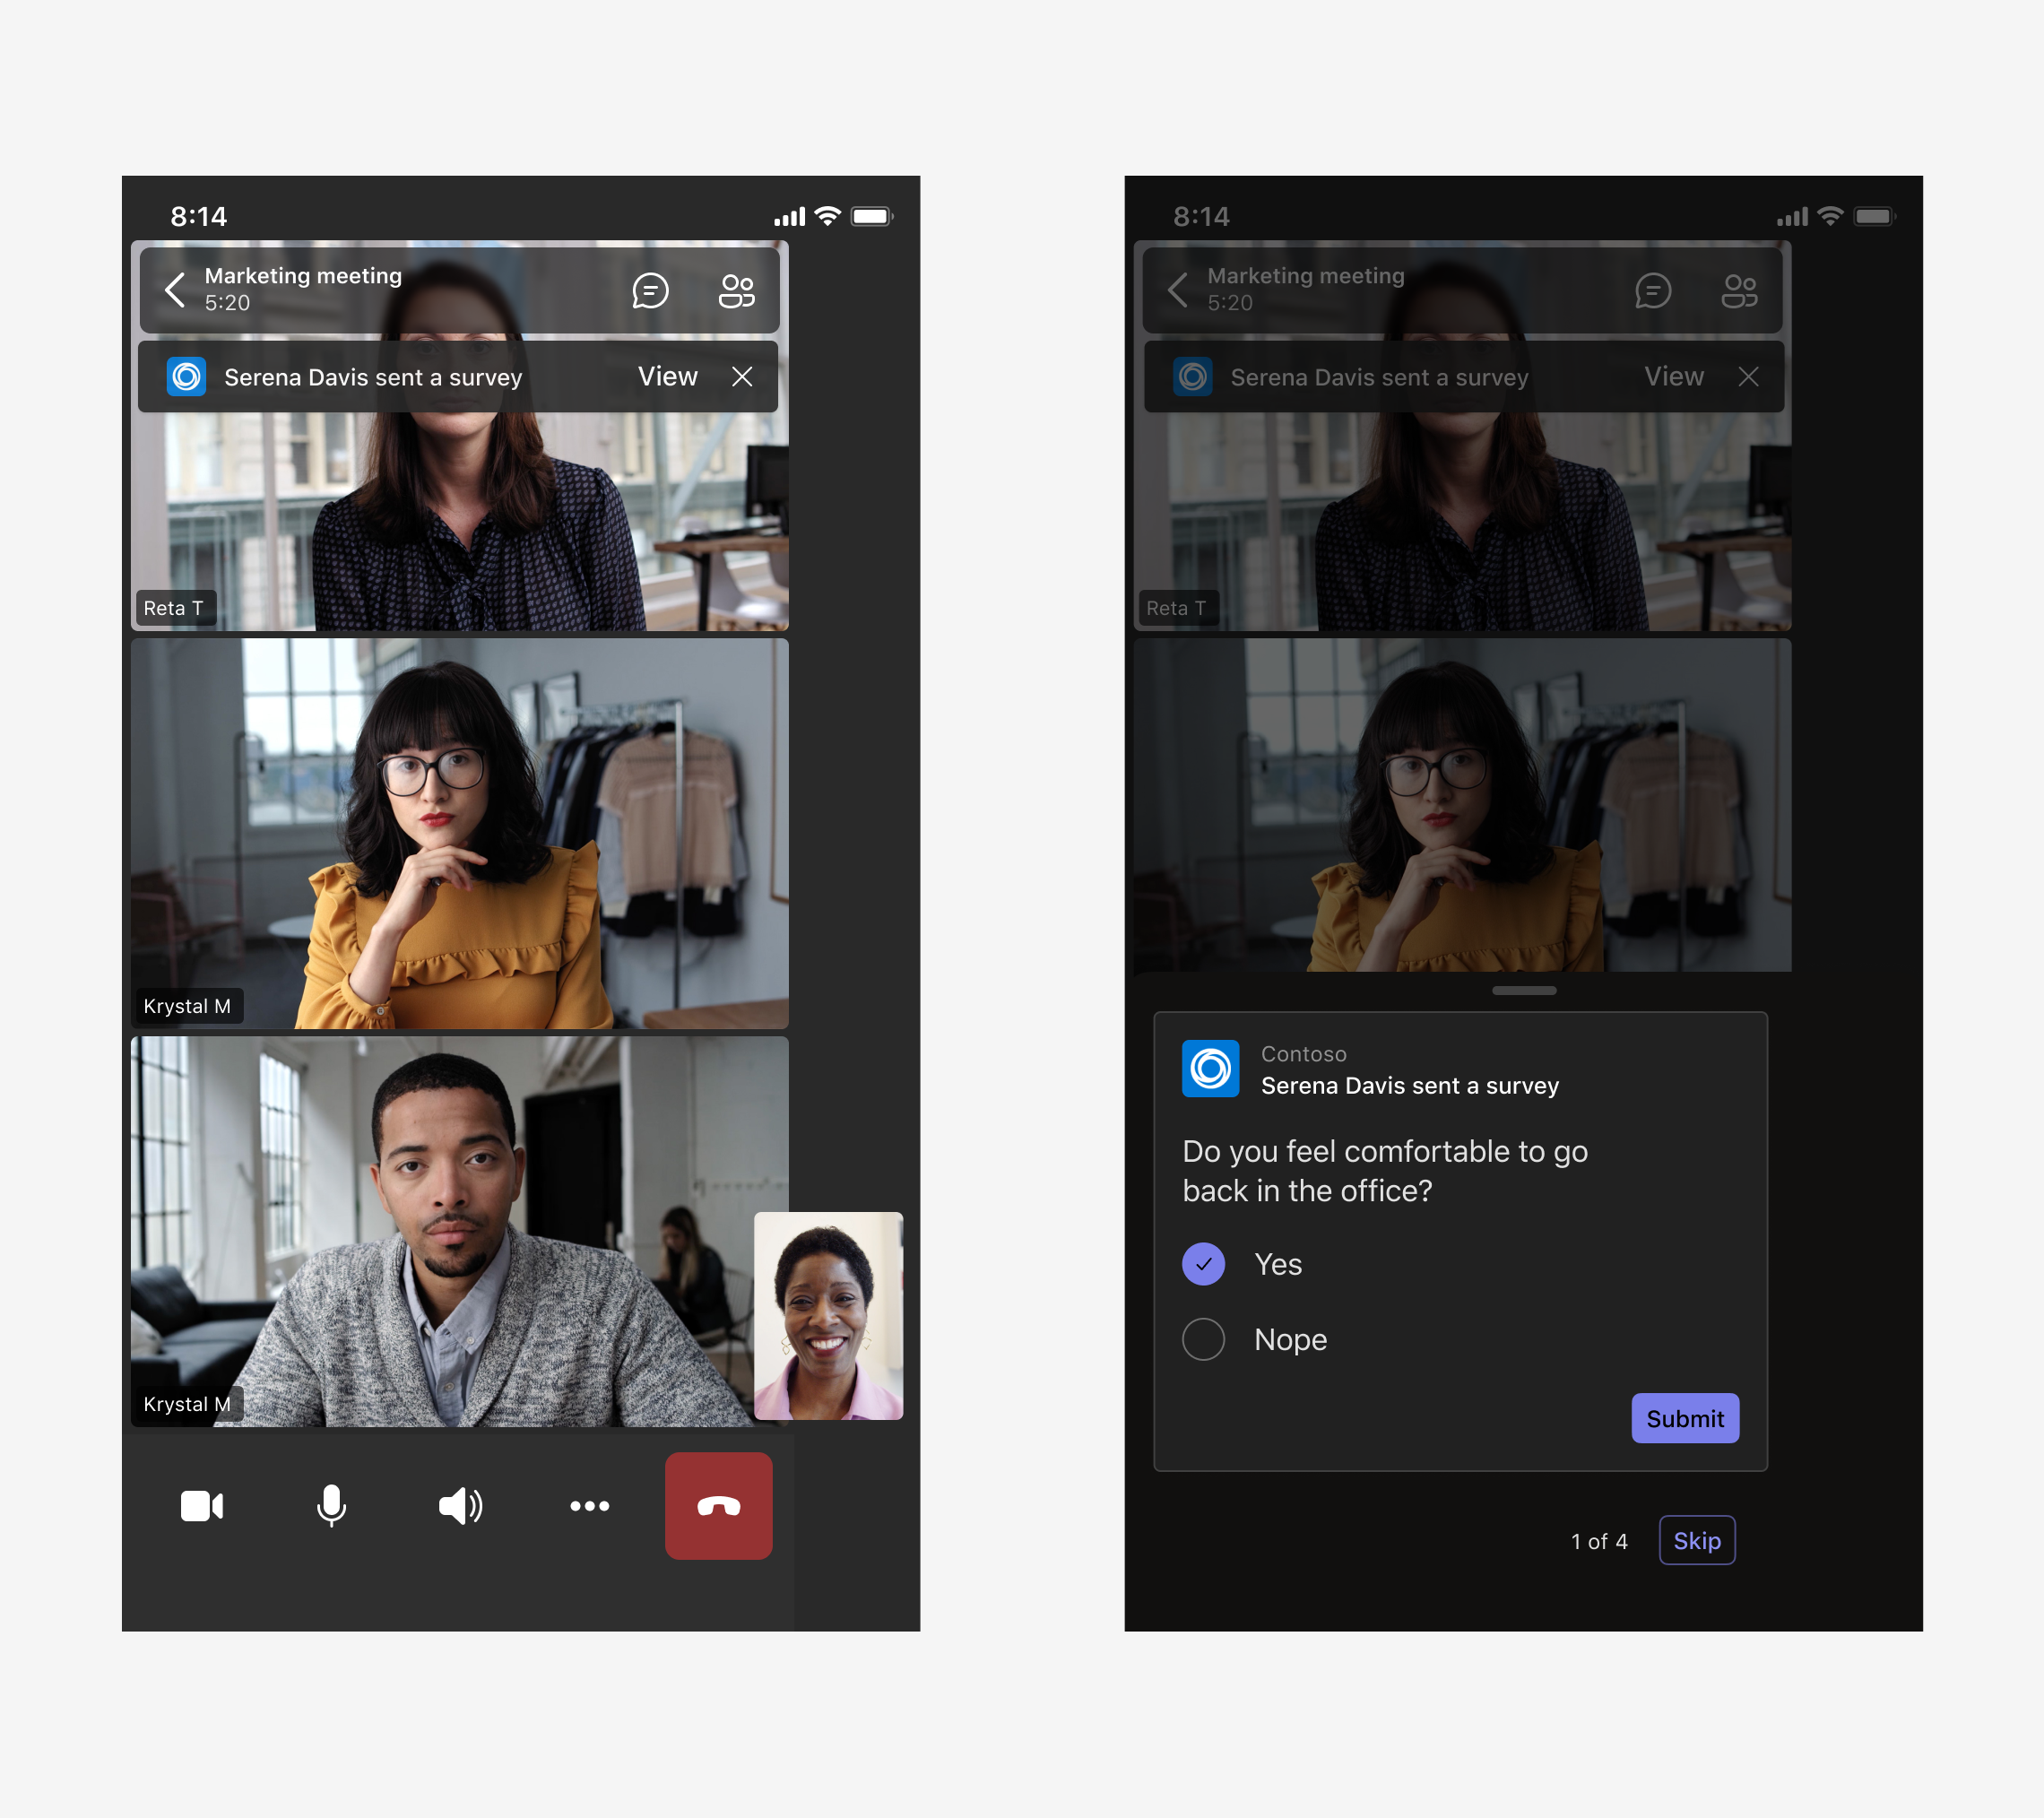 8:14
Marketing meeting
5:20
Serena Davis sent a survey
View
Reta T
Krystal M
Krystal M
8:14
Marketing meeting
5:20
Serena Davis sent a survey
View
Reta T
Contoso
Serena Davis sent a survey
Do you feel comfortable to go
back in the office?
Yes
Nope
Submit
1 of 4
Skip